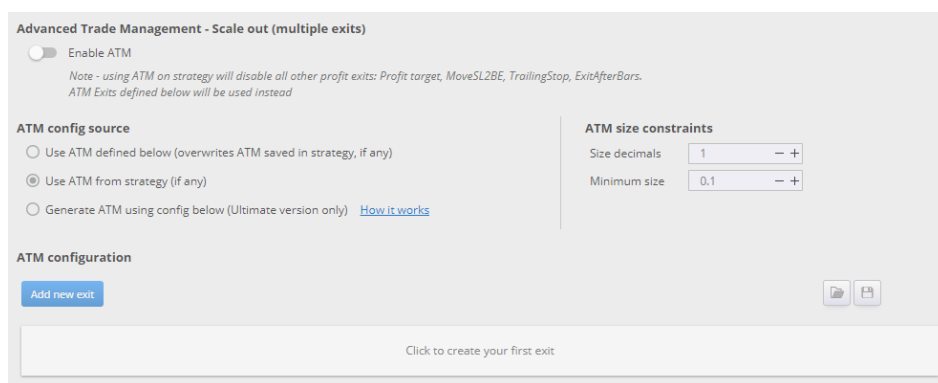 Advanced Trade Management - Scale out (multiple exits)
Enable ATM
Note - using ATM on strategy will disable all other profit exits: Profit target, MoveSL2BE, TrailingStop, ExitAfterBars.
ATM Exits defined below will be used instead
ATM config source
Use ATM defined below (overwrites ATM saved in strategy, if any)
Use ATM from strategy (if any)
Generate ATM using config below (Ultimate version only) How it works
ATM size constraints
Size decimals 1 - +
Minimum size 0.1 - +
ATM configuration
Add new exit
Click to create your first exit